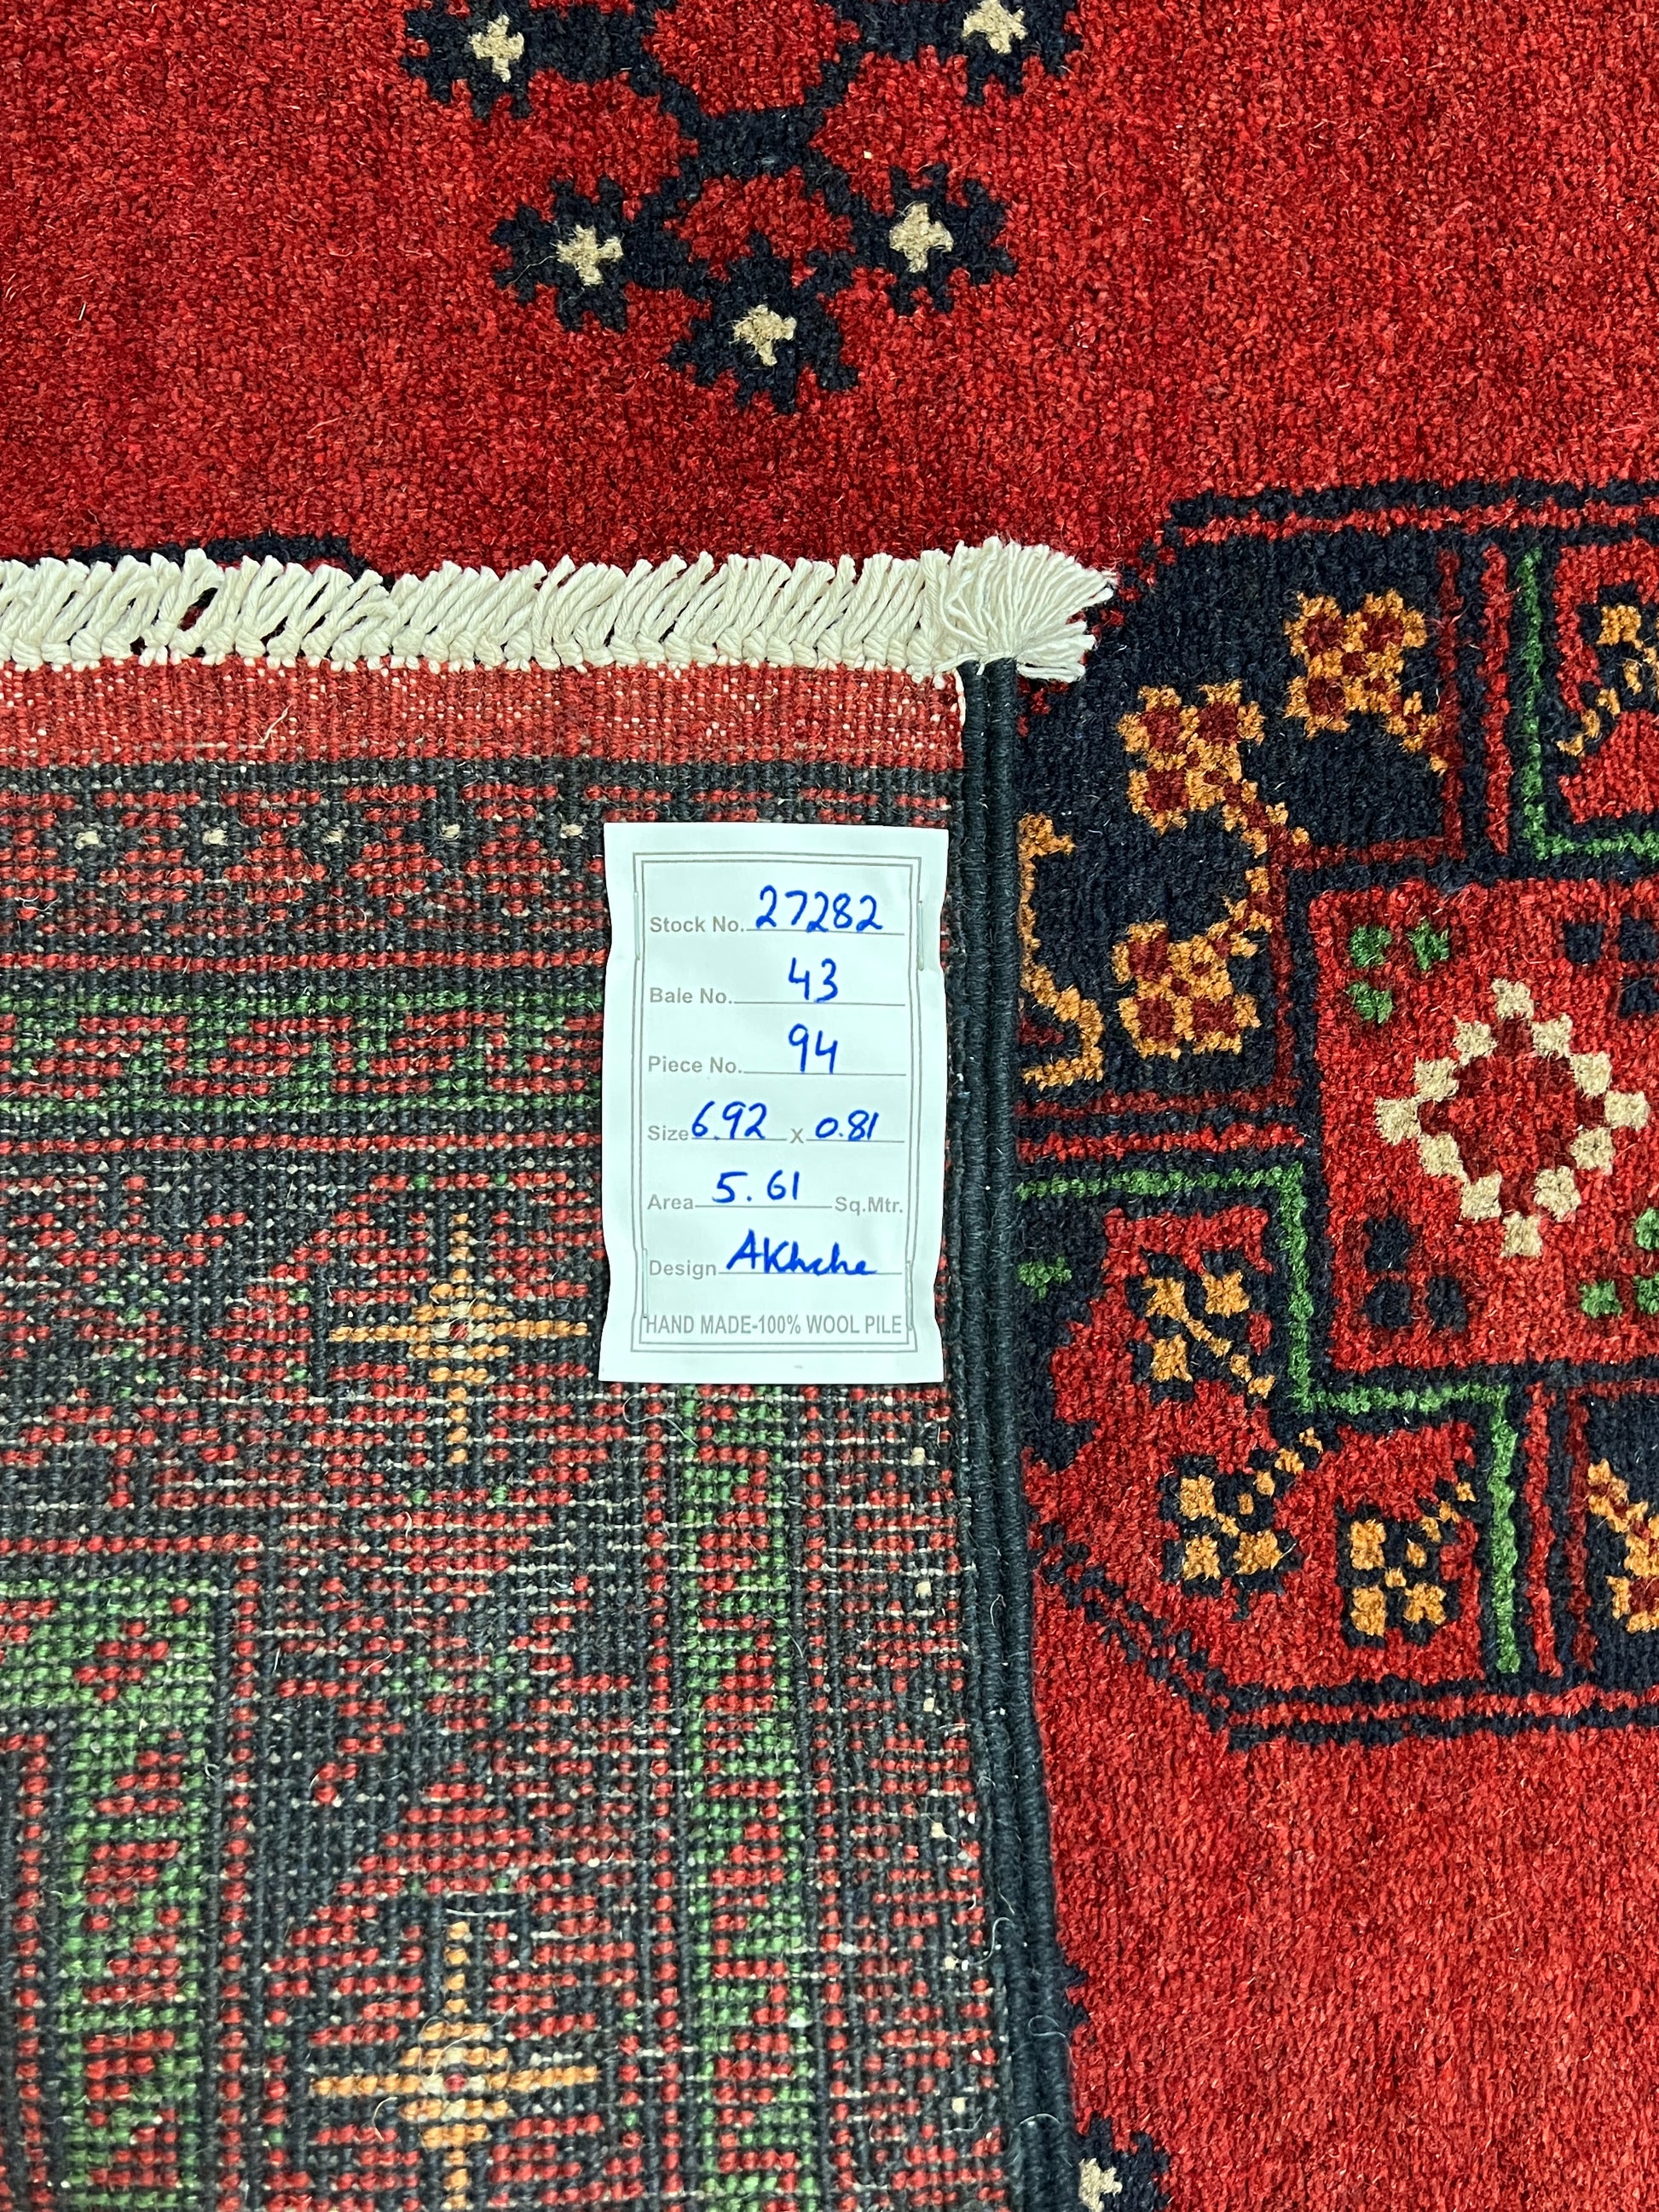 Stock No. 27282
Bale No. 43
Piece No. 94
Size 6.92 x 0.81
Area 5.61 Sq.Mtr.
Design AKhche
HAND MADE-100% WOOL PILE